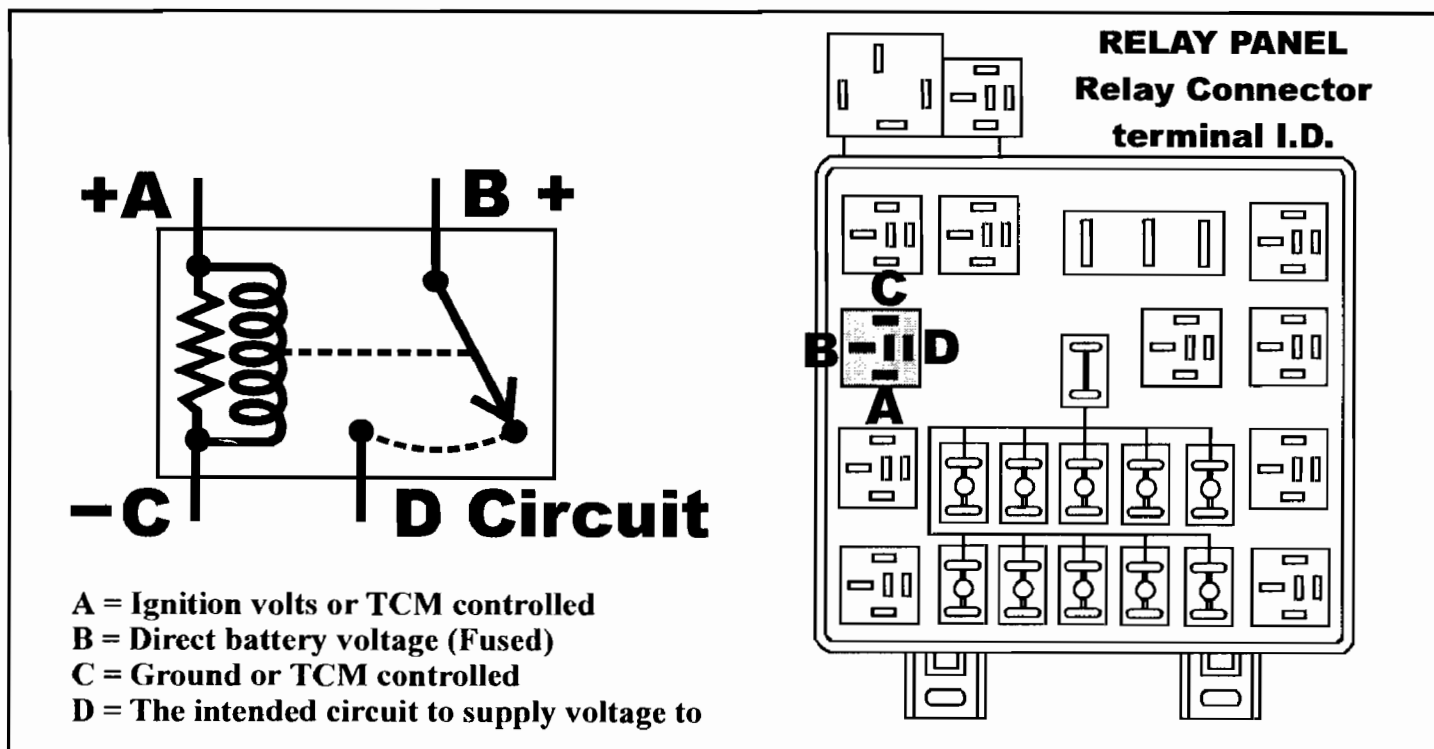 RELAY PANEL
Relay Connector
terminal I.D.
+A
B +
−C
D Circuit
C
B
D
A
A = Ignition volts or TCM controlled
B = Direct battery voltage (Fused)
C = Ground or TCM controlled
D = The intended circuit to supply voltage to